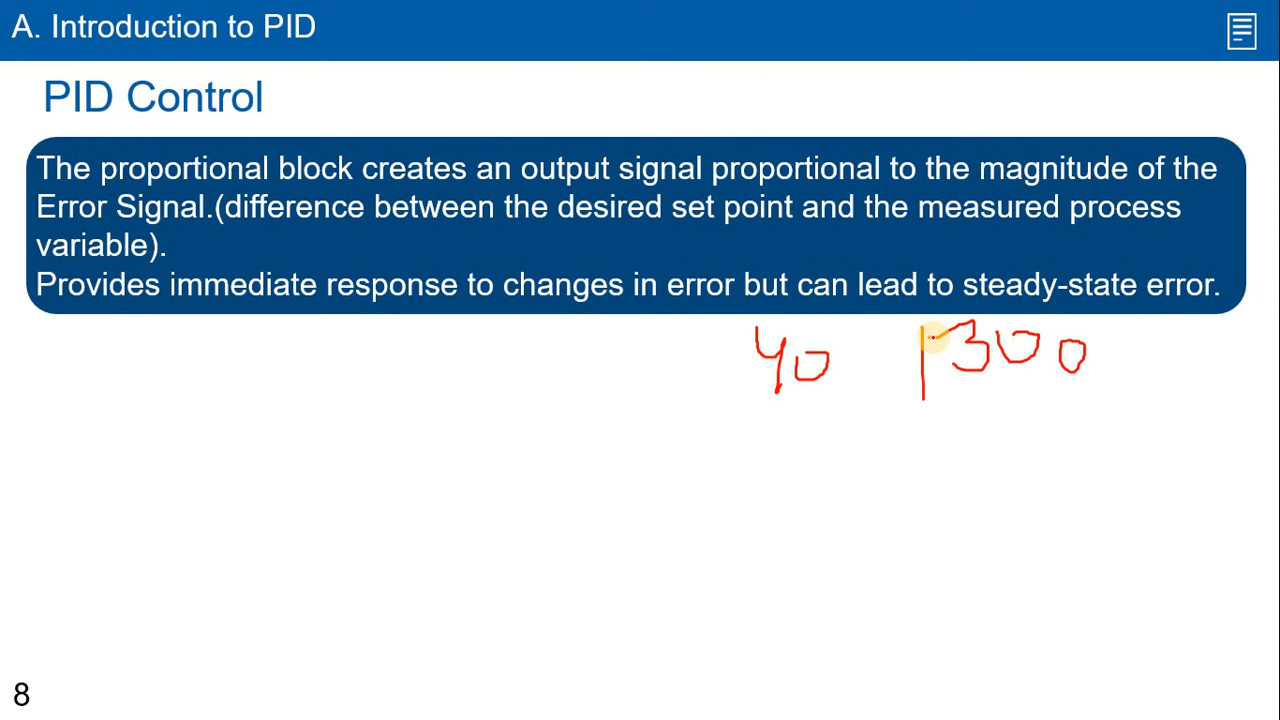 A. Introduction to PID
PID Control
The proportional block creates an output signal proportional to the magnitude of the
Error Signal.(difference between the desired set point and the measured process
variable).
Provides immediate response to changes in error but can lead to steady-state error.
40 1300
8